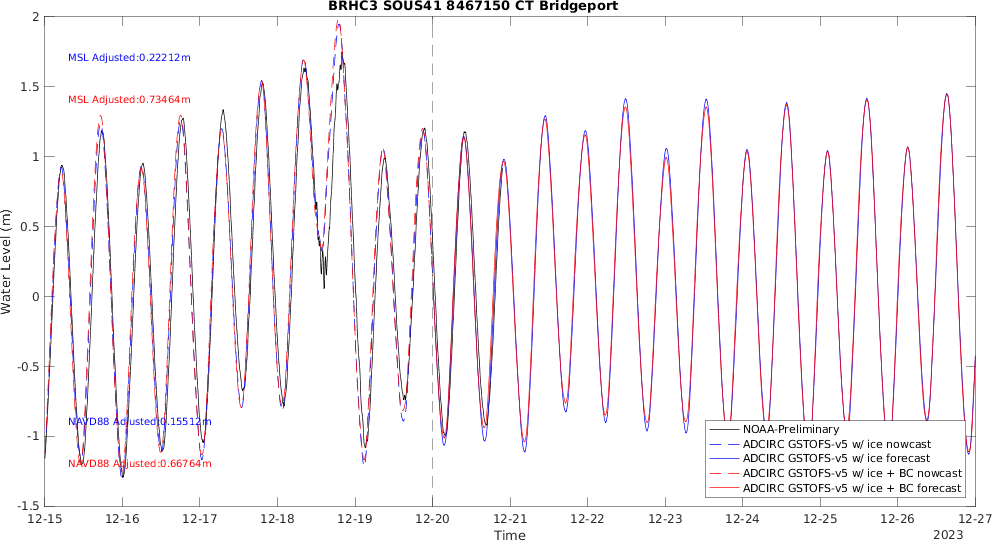 BRHC3 SOUS41 8467150 CT Bridgeport
2
1.5
1
0.5
0
-0.5
-1
-1.5
Water Level (m)
MSL Adjusted:0.22212m
MSL Adjusted:0.73464m
NAVD88 Adjusted:0.15512m
NAVD88 Adjusted:0.66764m
NOAA-Preliminary
ADCIRC GSTOFS-v5 w/ ice nowcast
ADCIRC GSTOFS-v5 w/ ice forecast
ADCIRC GSTOFS-v5 w/ ice + BC nowcast
ADCIRC GSTOFS-v5 w/ ice + BC forecast
12-15 12-16 12-17 12-18 12-19 12-20 12-21 12-22 12-23 12-24 12-25 12-26 12-27
Time
2023